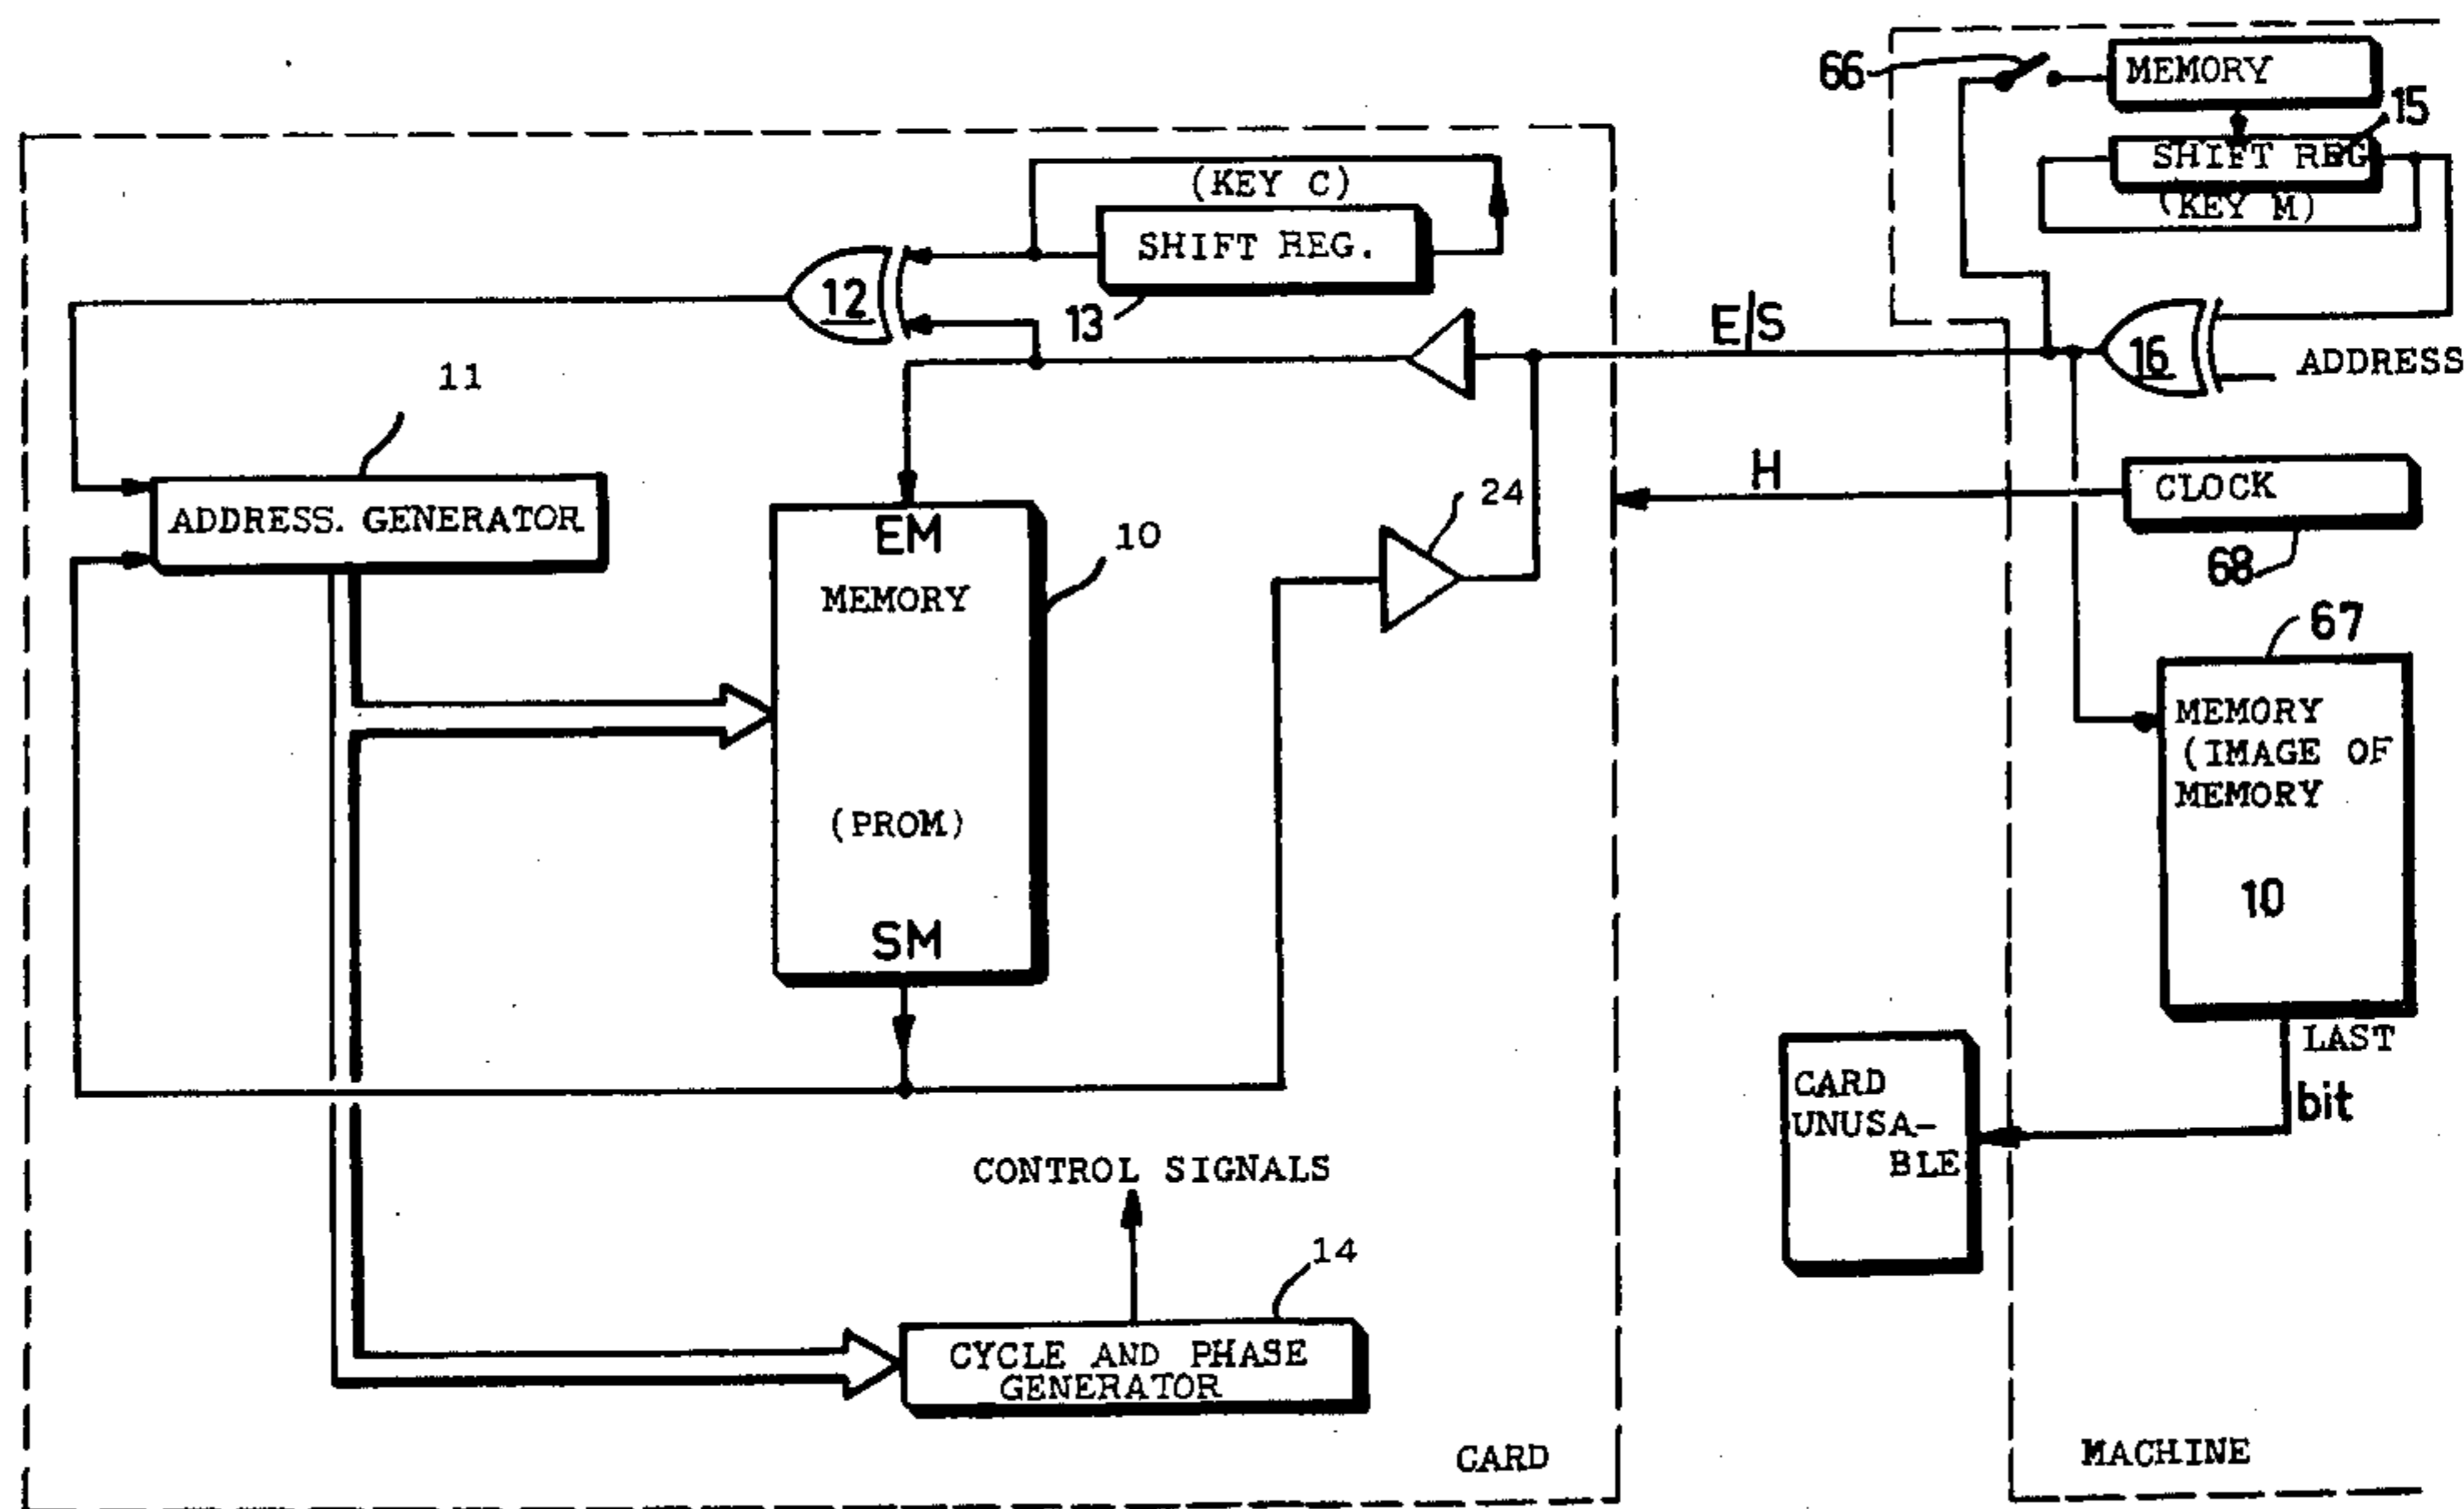 66
MEMORY
15
SHIFT REG
(KEY M)
(KEY C)
SHIFT REG.
12
13
E/S
16
ADDRESS
11
H
CLOCK
68
ADDRESS. GENERATOR
24
EM
MEMORY
10
(PROM)
SM
67
MEMORY
(IMAGE OF
MEMORY
10
LAST
bit
CARD
UNUSA-
BLE
CONTROL SIGNALS
14
CYCLE AND PHASE
GENERATOR
CARD
MACHINE